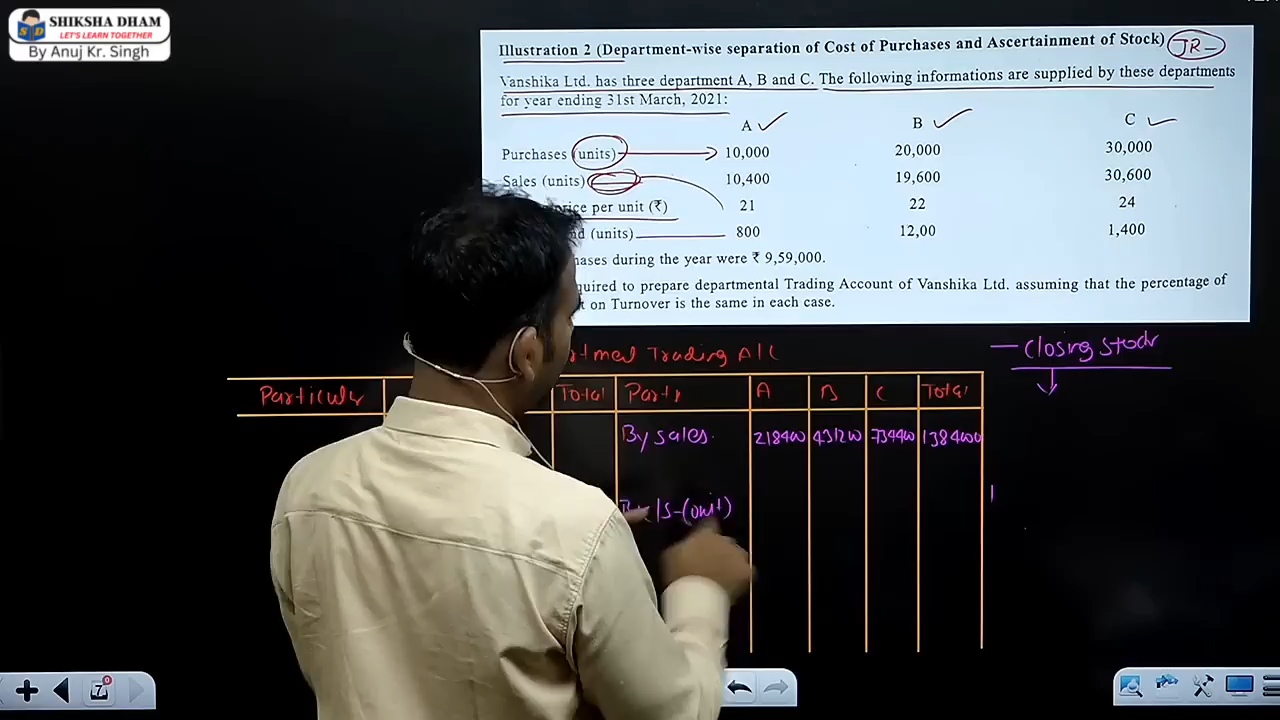 SHIKSHA DHAM
LET'S LEARN TOGETHER
By Anuj Kr. Singh
Illustration 2 (Department-wise separation of Cost of Purchases and Ascertainment of Stock) JR-
Vanshika Ltd. has three department A, B and C. The following informations are supplied by these departments
for year ending 31st March, 2021:
A B C
Purchases (units) 10,000 20,000 30,000
Sales (units) 10,400 19,600 30,600
price per unit (₹) 21 22 24
(units) 800 12,00 1,400
during the year were ₹ 9,59,000.
to prepare departmental Trading Account of Vanshika Ltd. assuming that the percentage of
on Turnover is the same in each case.
Trading A/C
— Closing Stock
Particular Total A B C Total
By sales. 218400 431200 734400 1384000
(unit)
7 0